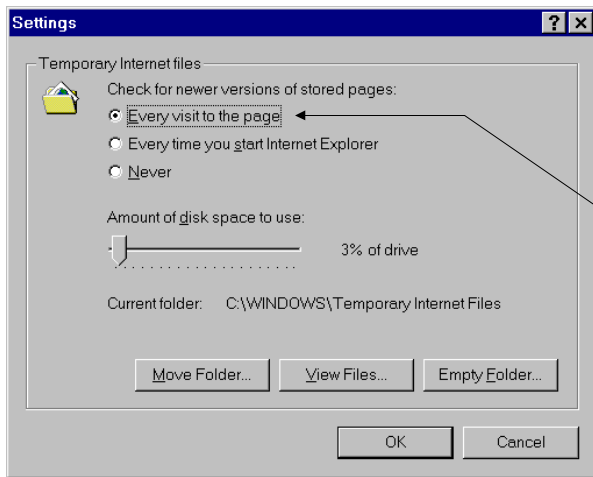 Settings
Temporary Internet files
Check for newer versions of stored pages:
Every visit to the page
Every time you start Internet Explorer
Never
Amount of disk space to use:
3% of drive
Current folder: C:\WINDOWS\Temporary Internet Files
Move Folder... View Files... Empty Folder...
OK Cancel